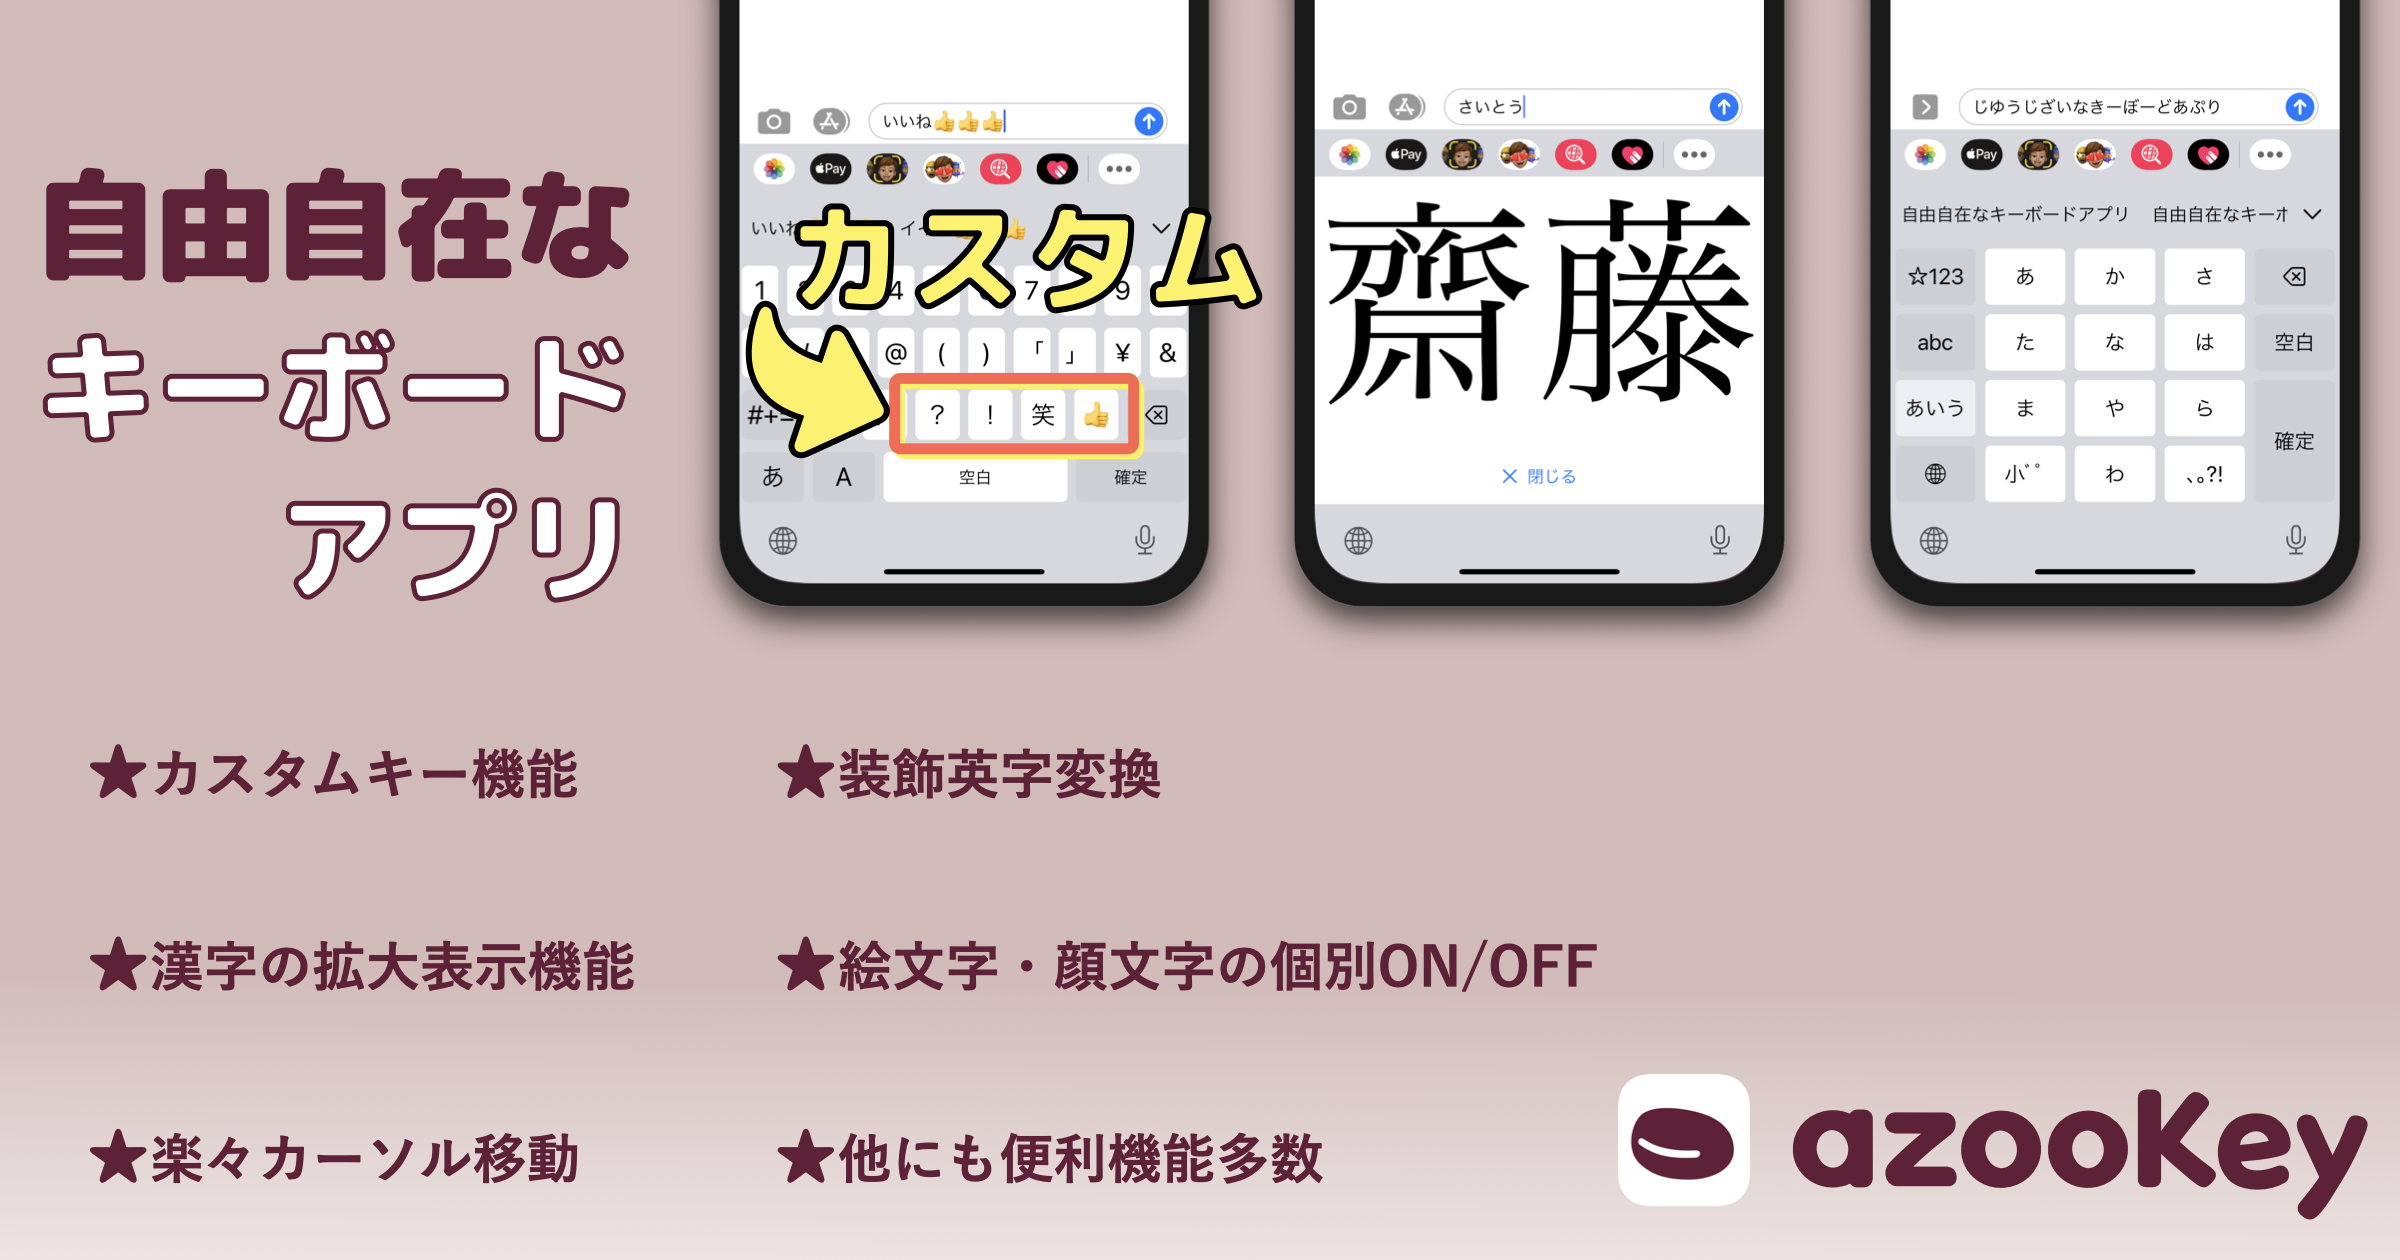 自由自在な
キーボード
アプリ
いいね👍👍👍
Pay
カスタム
1 4 7 9
@ ( ) 「 」 ¥ &
#+= ? ! 笑 👍
あ A 空白 確定
さいとう
Pay
齋藤
閉じる
じゆうじざいなきーぼーどあぷり
Pay
自由自在なキーボードアプリ 自由自在なキーボ
☆123 あ か さ
abc た な は 空白
あいう ま や ら
確定
小゛゜ わ 、。?!
★カスタムキー機能
★装飾英字変換
★漢字の拡大表示機能
★絵文字・顔文字の個別ON/OFF
★楽々カーソル移動
★他にも便利機能多数
azooKey